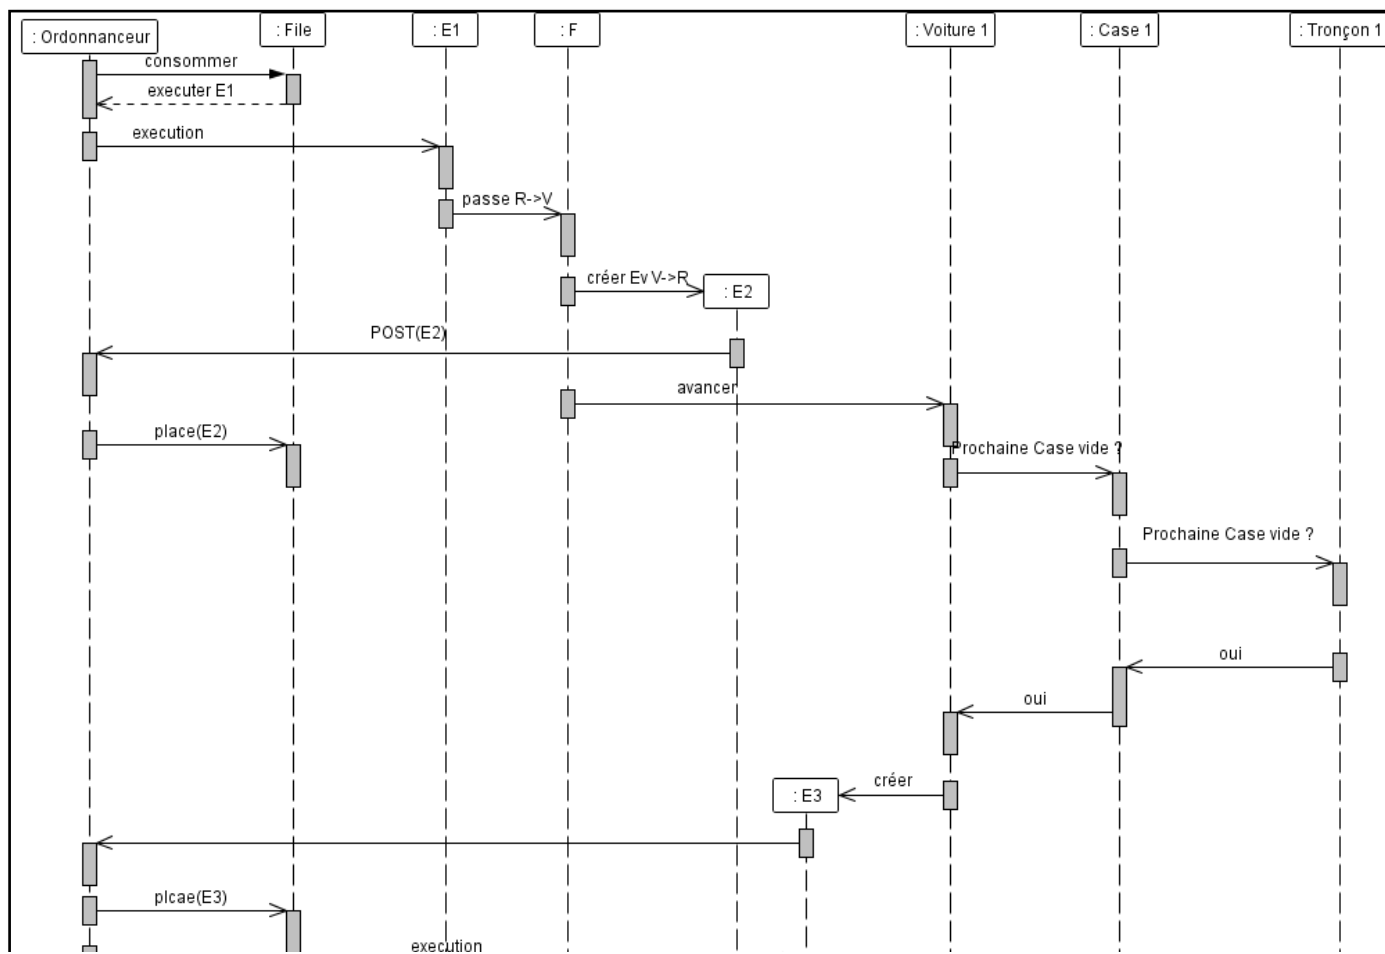 : Ordonnanceur
: File
: E1
: F
: Voiture 1
: Case 1
: Tronçon 1
consommer
executer E1
execution
passe R->V
créer Ev V->R
: E2
POST(E2)
avancer
place(E2)
Prochaine Case vide ?
Prochaine Case vide ?
oui
oui
créer
: E3
plcae(E3)
execution